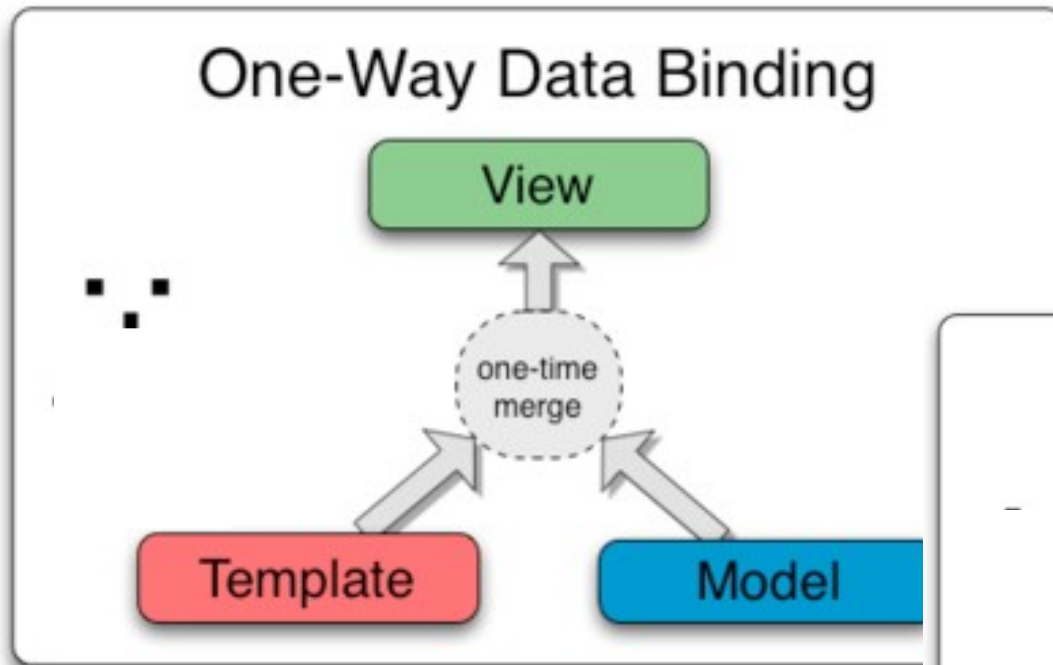 One-Way Data Binding
View
one-time
merge
Template
Model